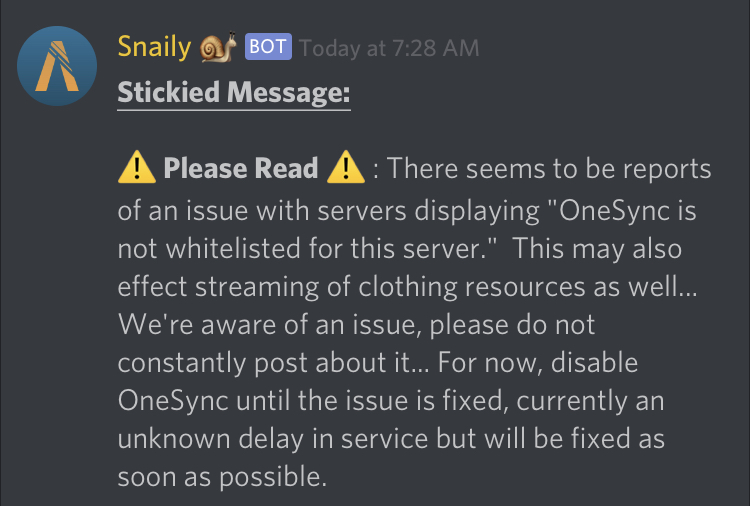 Snaily 🐌 BOT Today at 7:28 AM
Stickied Message:
⚠️ Please Read ⚠️ : There seems to be reports
of an issue with servers displaying "OneSync is
not whitelisted for this server."  This may also
effect streaming of clothing resources as well...
We're aware of an issue, please do not
constantly post about it... For now, disable
OneSync until the issue is fixed, currently an
unknown delay in service but will be fixed as
soon as possible.